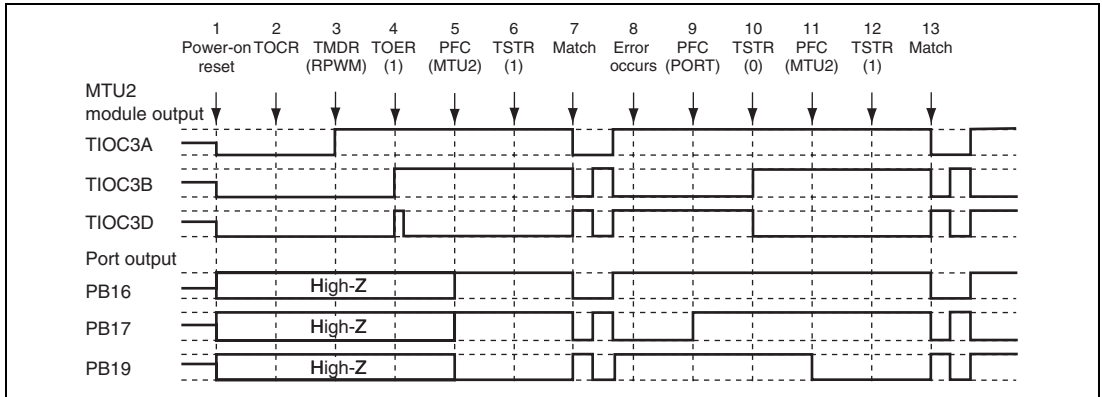 1 2 3 4 5 6 7 8 9 10 11 12 13
Power-on TOCR TMDR TOER PFC TSTR Match Error PFC TSTR PFC TSTR Match
reset (RPWM) (1) (MTU2) (1) occurs (PORT) (0) (MTU2) (1)
MTU2
module output
TIOC3A
TIOC3B
TIOC3D
Port output
PB16 High-Z
PB17 High-Z
PB19 High-Z